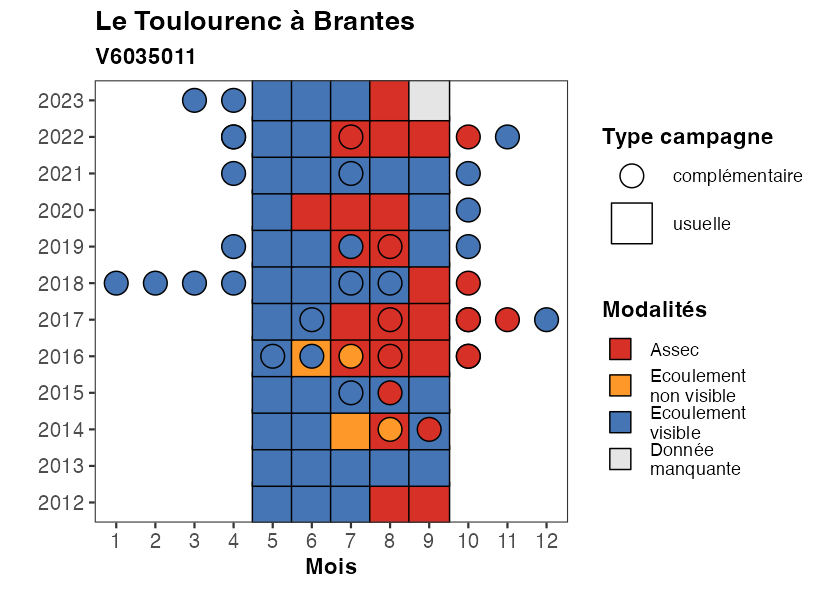 Le Toulourenc à Brantes
V6035011
2023
2022
2021
2020
2019
2018
2017
2016
2015
2014
2013
2012
1 2 3 4 5 6 7 8 9 10 11 12
Mois
Type campagne
complémentaire
usuelle
Modalités
Assec
Ecoulement
non visible
Ecoulement
visible
Donnée
manquante